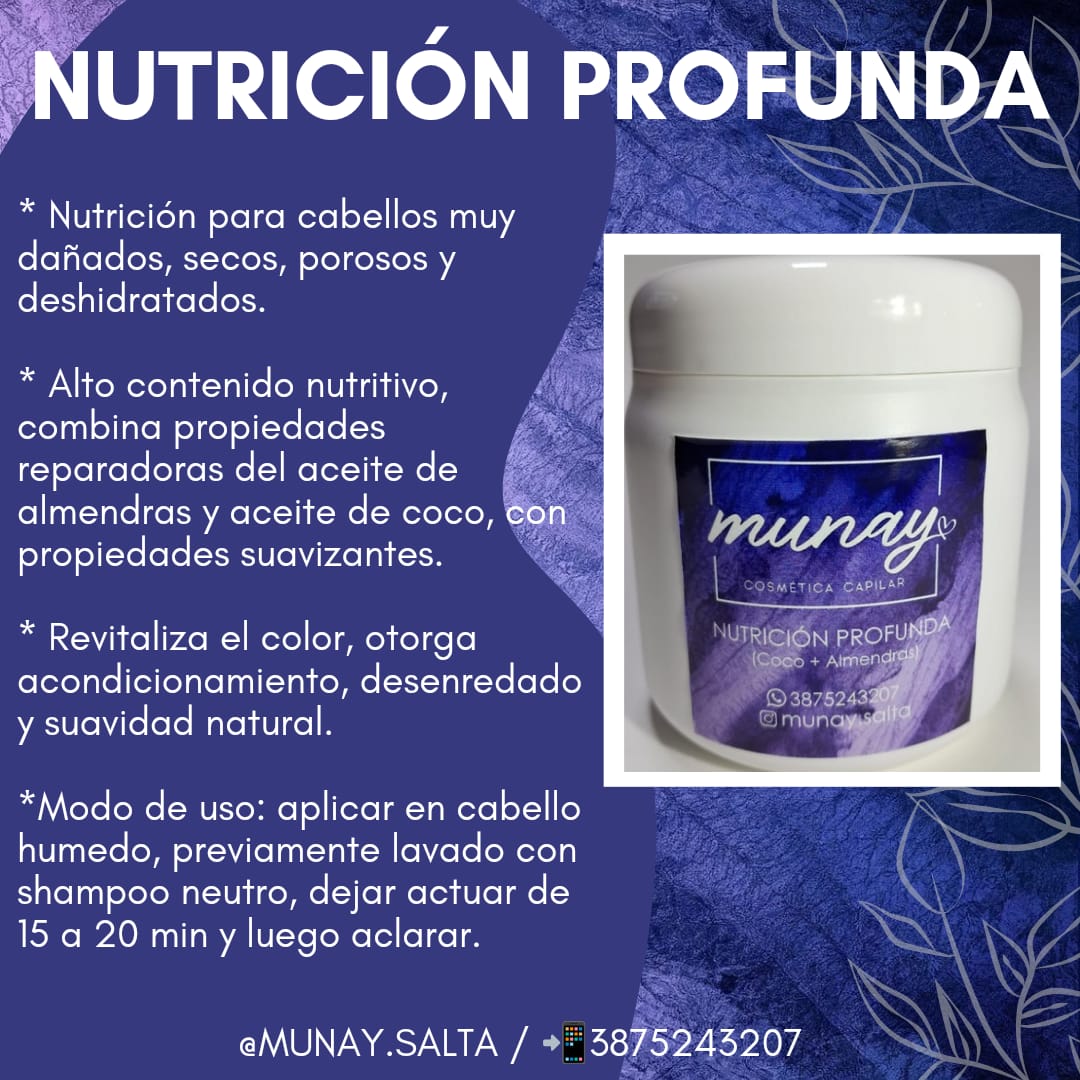 NUTRICIÓN PROFUNDA
* Nutrición para cabellos muy
dañados, secos, porosos y
deshidratados.
* Alto contenido nutritivo,
combina propiedades
reparadoras del aceite de
almendras y aceite de coco, con
propiedades suavizantes.
* Revitaliza el color, otorga
acondicionamiento, desenredado
y suavidad natural.
*Modo de uso: aplicar en cabello
humedo, previamente lavado con
shampoo neutro, dejar actuar de
15 a 20 min y luego aclarar.
munay
COSMÉTICA CAPILAR
NUTRICIÓN PROFUNDA
(Coco + Almendras)
3875243207
munay.salta
@MUNAY.SALTA / 📲3875243207